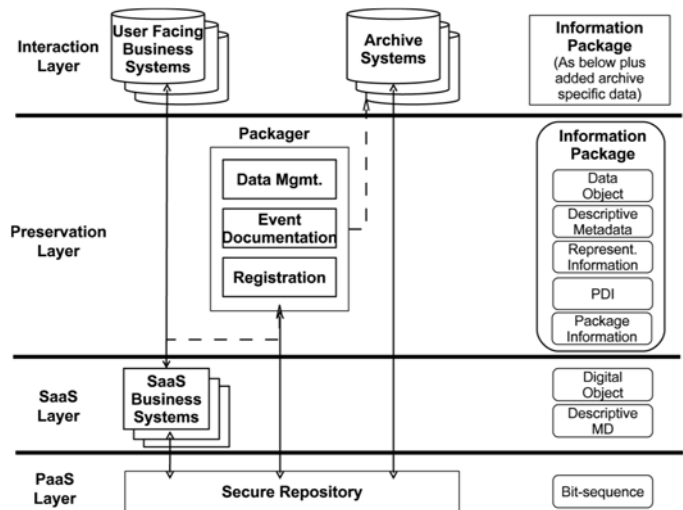 Interaction
Layer
User Facing
Business
Systems
Archive
Systems
Information
Package
(As below plus
added archive
specific data)
Preservation
Layer
Packager
Data Mgmt.
Event
Documentation
Registration
Information
Package
Data
Object
Descriptive
Metadata
Represent.
Information
PDI
Package
Information
SaaS
Layer
SaaS
Business
Systems
Digital
Object
Descriptive
MD
PaaS
Layer
Secure Repository
Bit-sequence